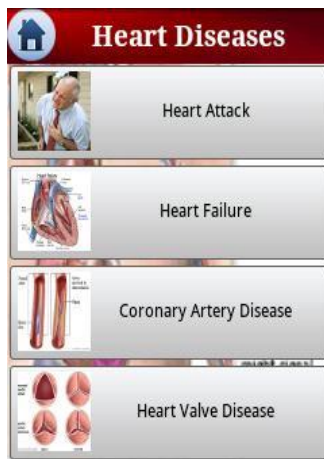 Heart Diseases
Heart Attack
Heart Failure
Coronary Artery Disease
Heart Valve Disease